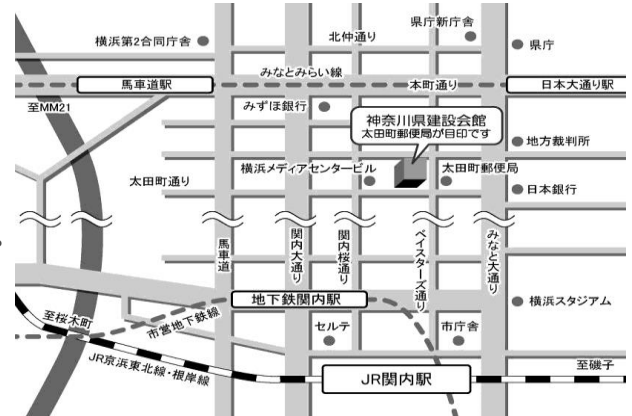 県庁新庁舎
横浜第2合同庁舎
北仲通り
県庁
みなとみらい線
馬車道駅
本町通り
日本大通り駅
至MM21
みずほ銀行
神奈川県建設会館
太田町郵便局が目印です
地方裁判所
横浜メディアセンタービル
太田町郵便局
太田町通り
日本銀行
馬車道
関内大通り
関内桜通り
ベイスターズ通り
みなと大通り
地下鉄関内駅
横浜スタジアム
至桜木町
市営地下鉄線
セルテ
市庁舎
JR京浜東北線・根岸線
JR関内駅
至磯子